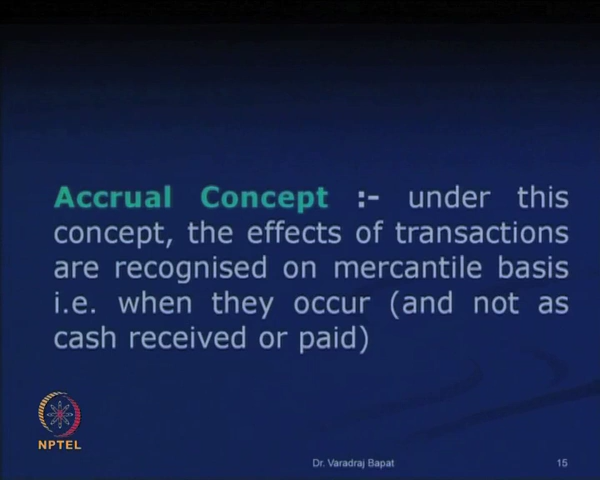 Accrual Concept :- under this
concept, the effects of transactions
are recognised on mercantile basis
i.e. when they occur (and not as
cash received or paid)
NPTEL
Dr. Varadraj Bapat
15